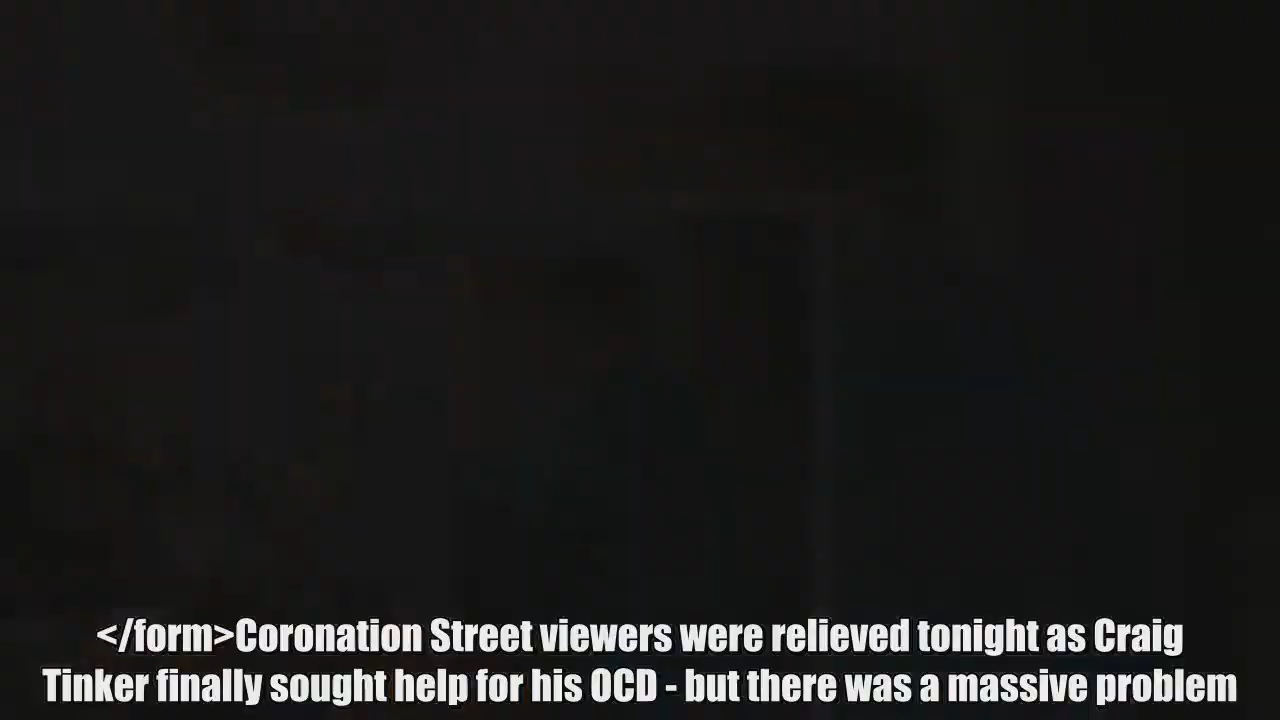 </form>Coronation Street viewers were relieved tonight as Craig
Tinker finally sought help for his OCD - but there was a massive problem